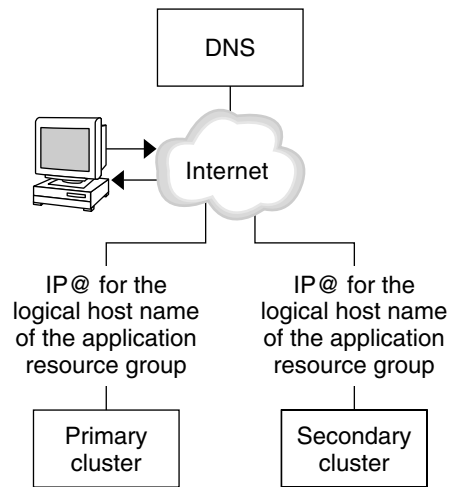 DNS
Internet
IP@ for the
logical host name
of the application
resource group
IP@ for the
logical host name
of the application
resource group
Primary
cluster
Secondary
cluster